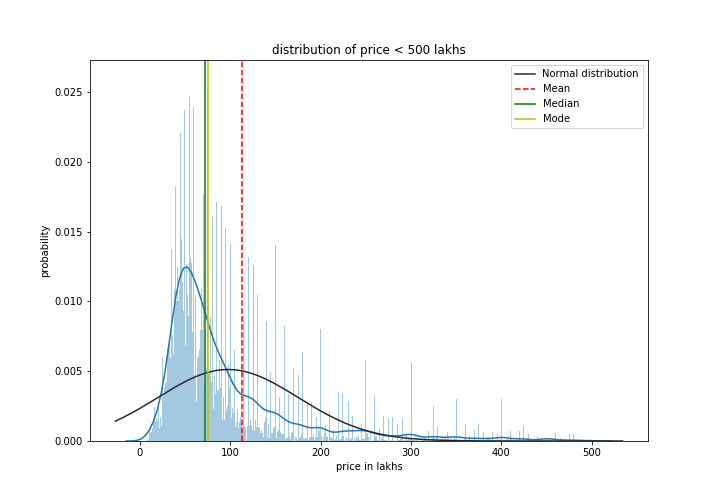 distribution of price < 500 lakhs
Normal distribution
Mean
Median
Mode
0.025
0.020
0.015
0.010
0.005
0.000
probability
0 100 200 300 400 500
price in lakhs